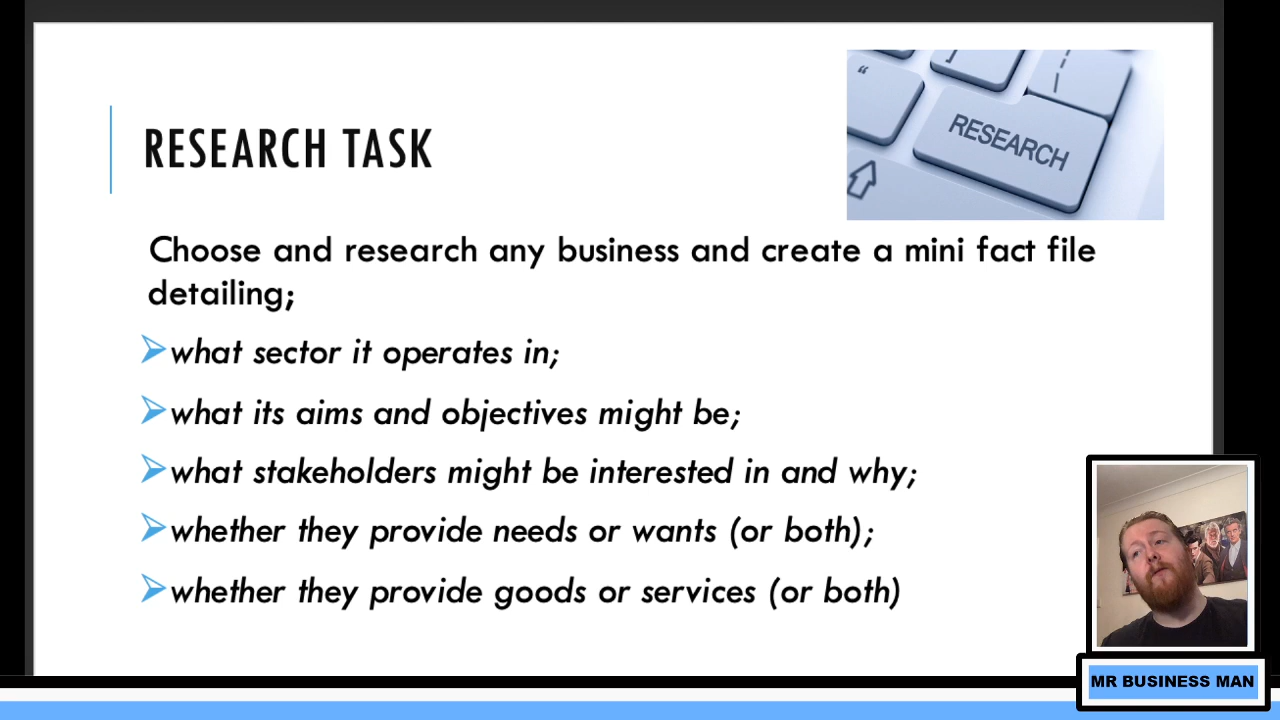 RESEARCH TASK
RESEARCH
Choose and research any business and create a mini fact file
detailing;
what sector it operates in;
what its aims and objectives might be;
what stakeholders might be interested in and why;
whether they provide needs or wants (or both);
whether they provide goods or services (or both)
MR BUSINESS MAN